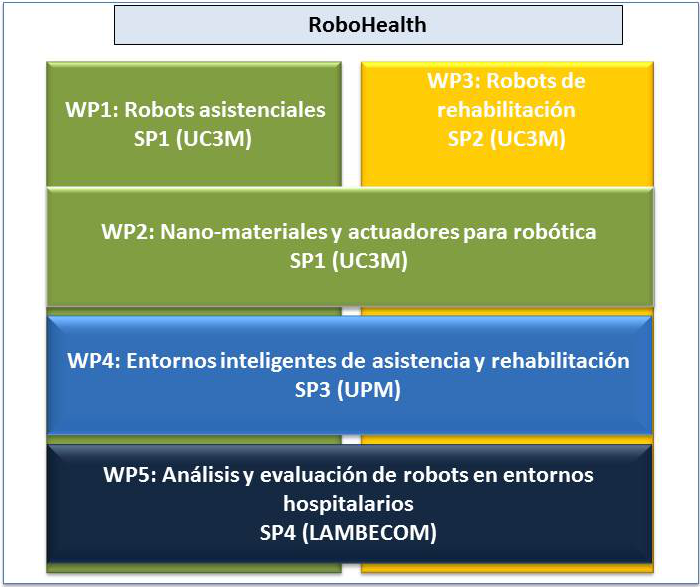 RoboHealth
WP1: Robots asistenciales
SP1 (UC3M)
WP3: Robots de
rehabilitación
SP2 (UC3M)
WP2: Nano-materiales y actuadores para robótica
SP1 (UC3M)
WP4: Entornos inteligentes de asistencia y rehabilitación
SP3 (UPM)
WP5: Análisis y evaluación de robots en entornos
hospitalarios
SP4 (LAMBECOM)